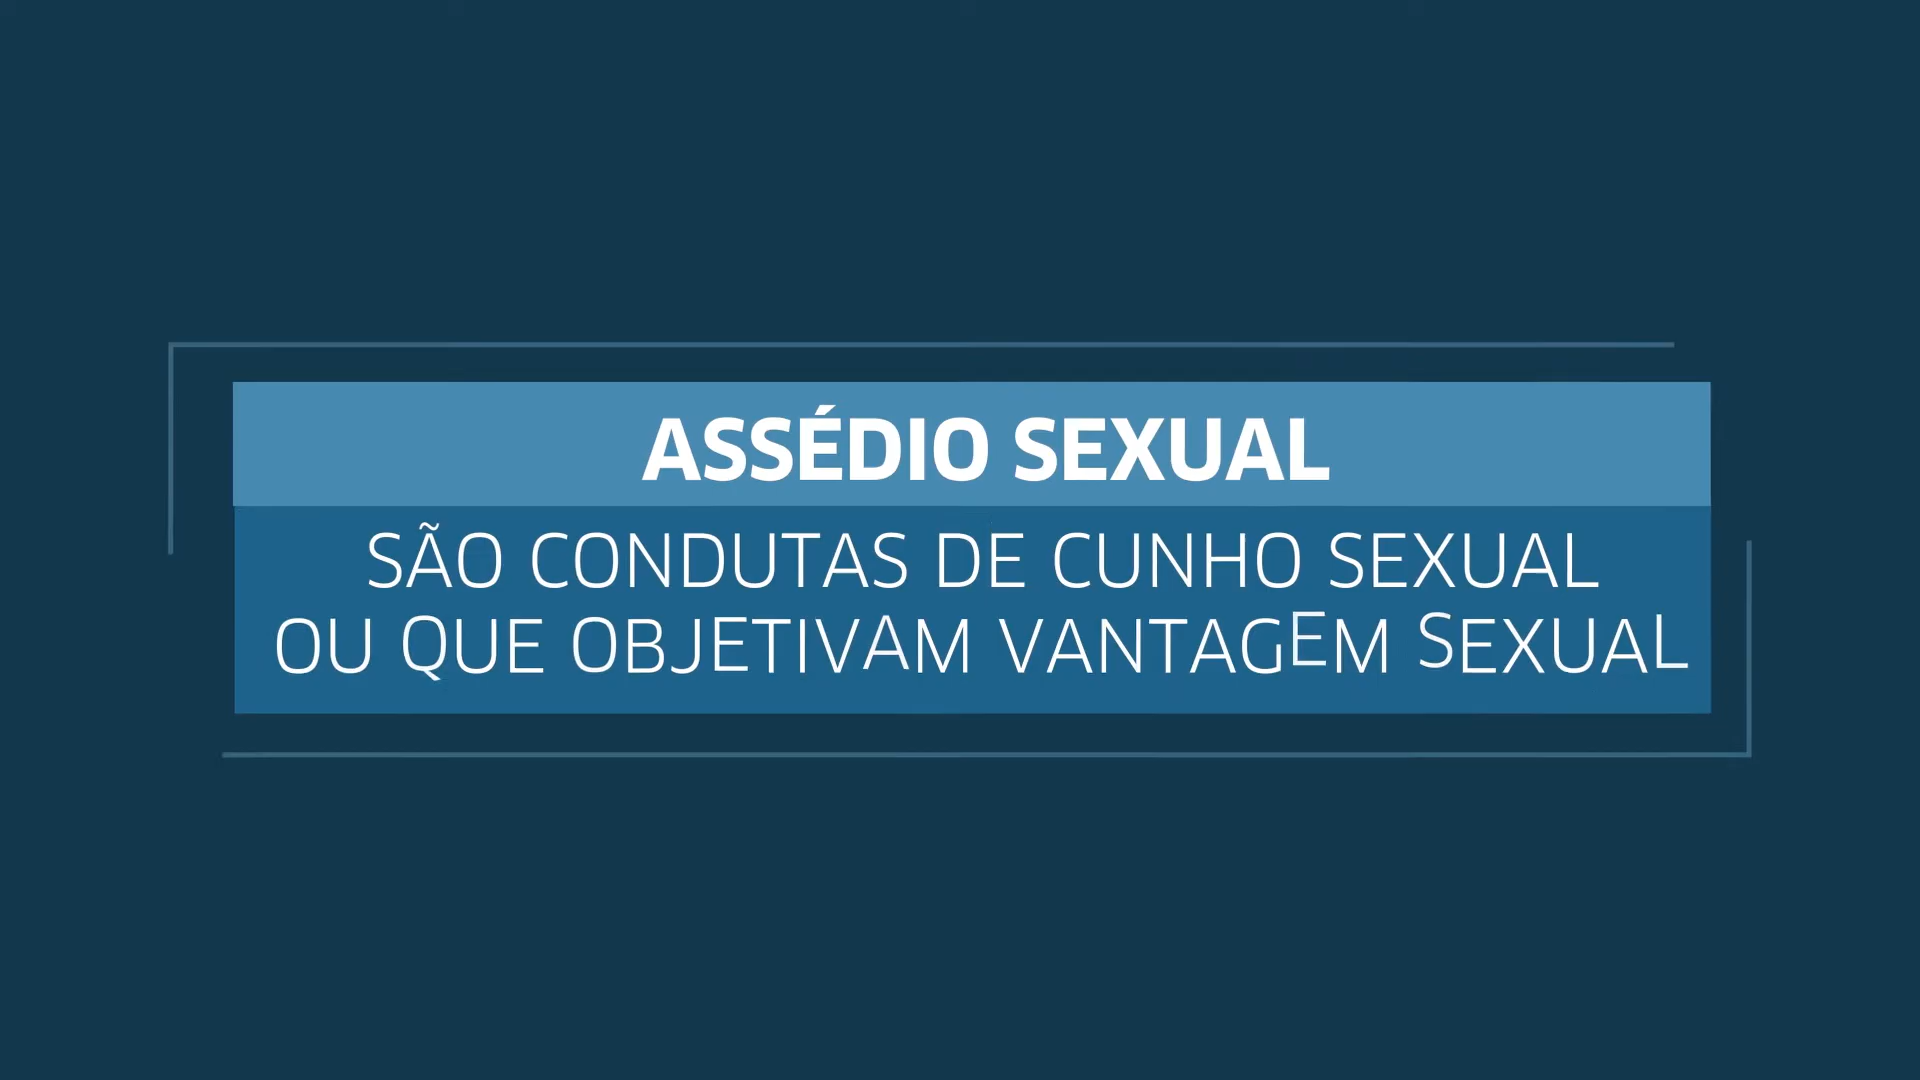 ASSÉDIO SEXUAL
SÃO CONDUTAS DE CUNHO SEXUAL
OU QUE OBJETIVAM VANTAGEM SEXUAL